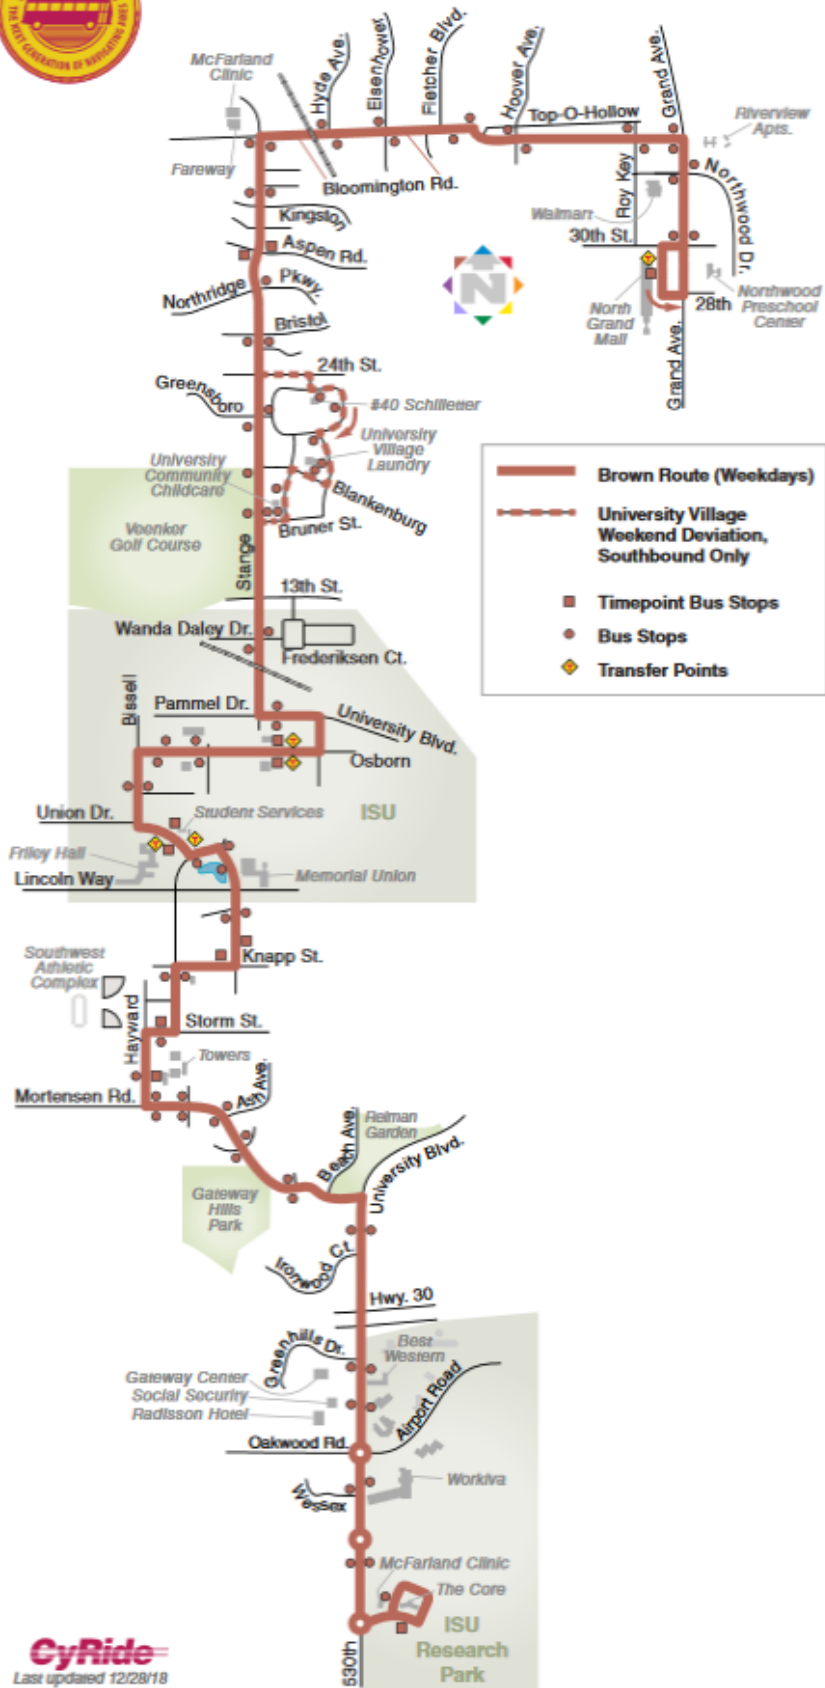 THE NEXT GENERATION OF NAVIGATING AMES
McFarland
Clinic
Hyde Ave.
Eisenhower
Fletcher Blvd.
Hoover Ave.
Top-O-Hollow
Grand Ave.
Riverview
Apts.
Fareway
Bloomington Rd.
Roy Key
Northwood Dr.
Walmart
Kingston
30th St.
Aspen Rd.
Northridge
Pkwy.
North
Grand
Mall
28th
Northwood
Preschool
Center
Bristol
Grand Ave.
24th St.
Greensboro
#40 Schilletter
University
Village
Laundry
University
Community
Childcare
Blankenburg
Bruner St.
Veenker
Golf Course
Stange
N
Brown Route (Weekdays)
University Village
Weekend Deviation,
Southbound Only
Timepoint Bus Stops
Bus Stops
Transfer Points
13th St.
Wanda Daley Dr.
Frederiksen Ct.
Bissell
Pammel Dr.
University Blvd.
Osborn
Union Dr.
Student Services
ISU
Friley Hall
Memorial Union
Lincoln Way
Southwest
Athletic
Complex
Knapp St.
Hayward
Storm St.
Towers
Mortensen Rd.
Ash Ave.
Beach Ave.
Reiman
Garden
University Blvd.
Gateway
Hills
Park
Ironwood Ct.
Hwy. 30
Greenhills Dr.
Best
Western
Gateway Center
Social Security
Radisson Hotel
Airport Road
Oakwood Rd.
Wessex
Workiva
McFarland Clinic
The Core
ISU
Research
Park
530th
CyRide
Last updated 12/28/18